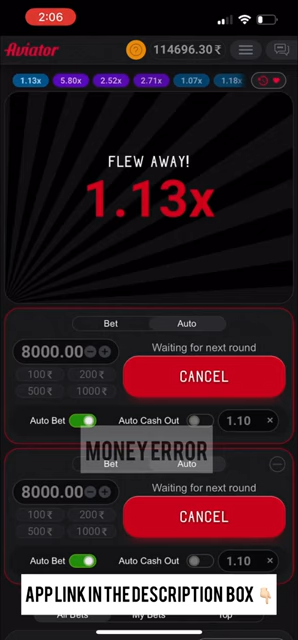 2:06
Aviator
114696.30 ₹
1.13x 5.80x 2.52x 2.71x 1.07x 1.18x
FLEW AWAY!
1.13x
Bet Auto
8000.00
Waiting for next round
100 ₹ 200 ₹
500 ₹ 1000 ₹
CANCEL
Auto Bet Auto Cash Out 1.10 ×
MONEY ERROR
Bet Auto
8000.00
Waiting for next round
100 ₹ 200 ₹
500 ₹ 1000 ₹
CANCEL
Auto Bet Auto Cash Out 1.10 ×
APP LINK IN THE DESCRIPTION BOX 👇🏻
All Bets My Bets Top